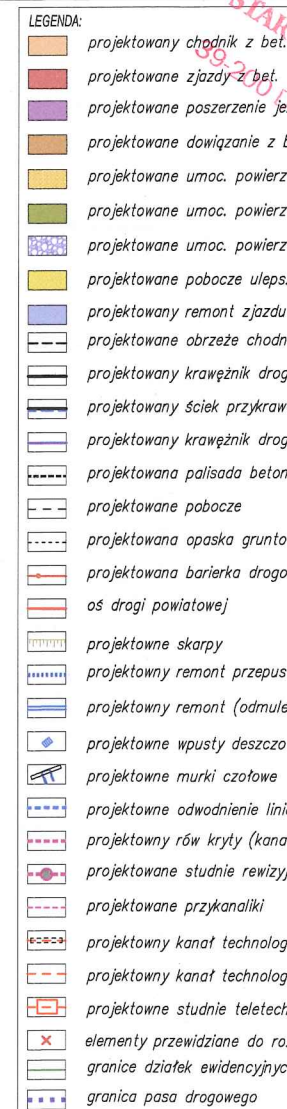 LEGENDA:
STAR
39-200
projektowany chodnik z bet.
projektowane zjazdy z bet.
projektowane poszerzenie je
projektowane dowiązanie z b
projektowane umoc. powierz
projektowane umoc. powierz
projektowane umoc. powierz
projektowane pobocze uleps
projektowany remont zjazdu
projektowane obrzeże chodn
projektowany krawężnik drog
projektowany ściek przykraw
projektowany krawężnik drog
projektowana palisada beton
projektowane pobocze
projektowana opaska grunto
projektowana barierka drogo
oś drogi powiatowej
projektowne skarpy
projektowny remont przepus
projektowny remont (odmule
projektowne wpusty deszczo
projektowne murki czołowe
projektowne odwodnienie lini
projektowny rów kryty (kana
projektowane studnie rewizyj
projektowane przykanaliki
projektowny kanał technolog
projektowny kanał technolog
projektowne studnie teletech
elementy przewidziane do ro
granice działek ewidencyjnyc
granica pasa drogowego